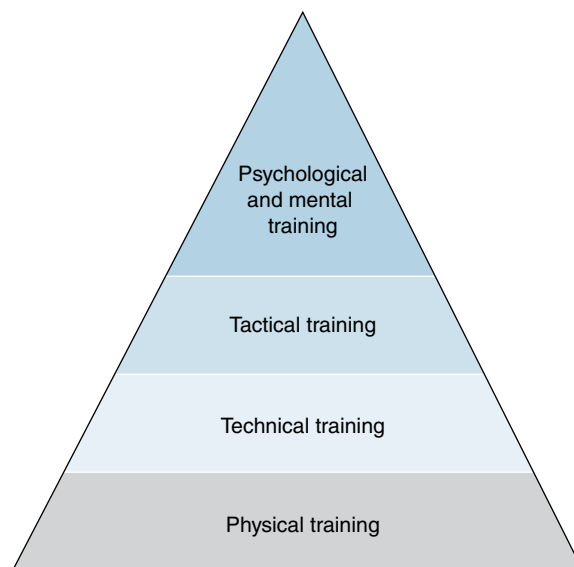 Psychological
and mental
training
Tactical training
Technical training
Physical training